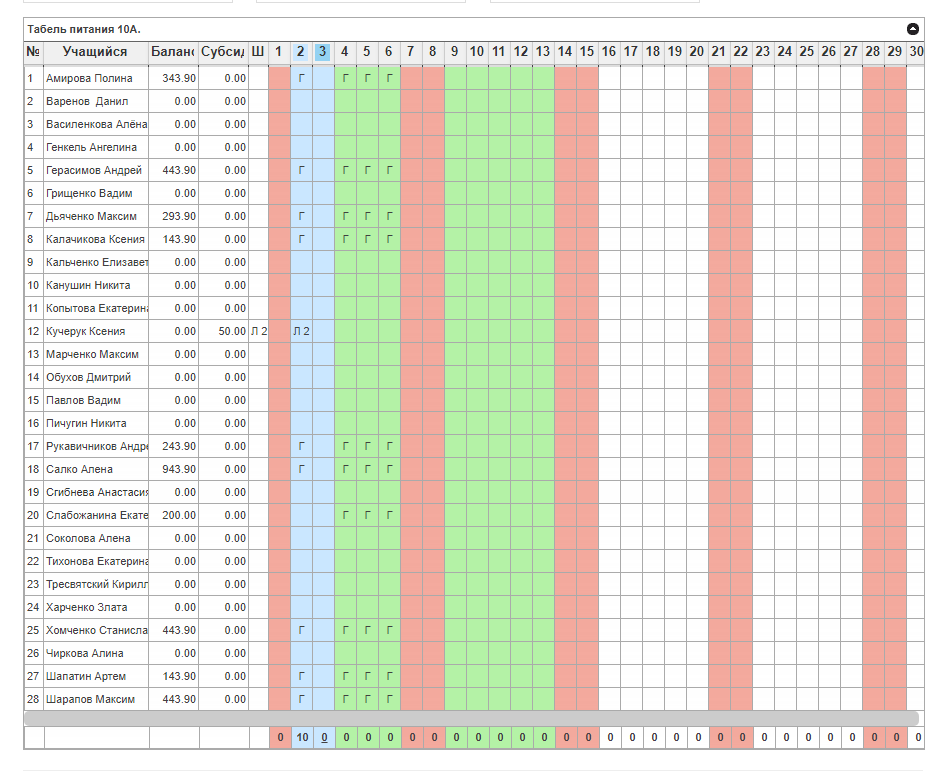 Табель питания 10А.
№ Учащийся Баланс Субсид Ш 1 2 3 4 5 6 7 8 9 10 11 12 13 14 15 16 17 18 19 20 21 22 23 24 25 26 27 28 29 30
1 Амирова Полина 343.90 0.00 Г Г Г Г
2 Варенов Данил 0.00 0.00
3 Василенкова Алёна 0.00 0.00
4 Генкель Ангелина 0.00 0.00
5 Герасимов Андрей 443.90 0.00 Г Г Г Г
6 Грищенко Вадим 0.00 0.00
7 Дьяченко Максим 293.90 0.00 Г Г Г Г
8 Калачикова Ксения 143.90 0.00 Г Г Г Г
9 Кальченко Елизавет 0.00 0.00
10 Канушин Никита 0.00 0.00
11 Копытова Екатерина 0.00 0.00
12 Кучерук Ксения 0.00 50.00 Л 2 Л 2
13 Марченко Максим 0.00 0.00
14 Обухов Дмитрий 0.00 0.00
15 Павлов Вадим 0.00 0.00
16 Пичугин Никита 0.00 0.00
17 Рукавичников Андре 243.90 0.00 Г Г Г Г
18 Салко Алена 943.90 0.00 Г Г Г Г
19 Сгибнева Анастасия 0.00 0.00
20 Слабожанина Екате 200.00 0.00 Г Г Г
21 Соколова Алена 0.00 0.00
22 Тихонова Екатерина 0.00 0.00
23 Тресвятский Кирилл 0.00 0.00
24 Харченко Злата 0.00 0.00
25 Хомченко Станисла 443.90 0.00 Г Г Г Г
26 Чиркова Алина 0.00 0.00
27 Шапатин Артем 143.90 0.00 Г Г Г Г
28 Шарапов Максим 443.90 0.00 Г Г Г Г
0 10 0 0 0 0 0 0 0 0 0 0 0 0 0 0 0 0 0 0 0 0 0 0 0 0 0 0 0 0